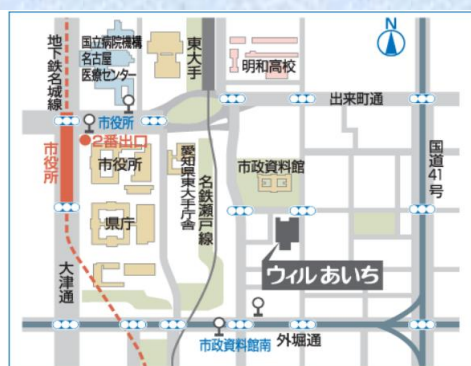 N
地下鉄名城線
国立病院機構
名古屋
医療センター
東大手
明和高校
出来町通
市役所
2番出口
市役所
市役所
愛知県東大手庁舎
名鉄瀬戸線
市政資料館
国道41号
県庁
ウィルあいち
大津通
市政資料館南
外堀通